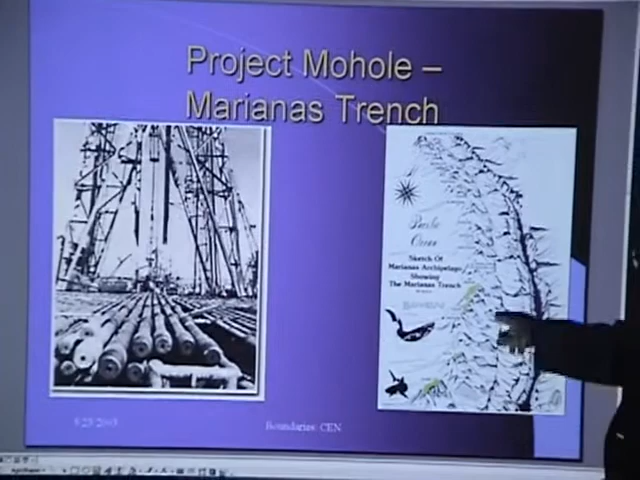 Project Mohole –
Marianas Trench
Pacific
Ocean
Sketch Of
Marianas Archipelago
Showing
The Marianas Trench
Boundaries: CEN